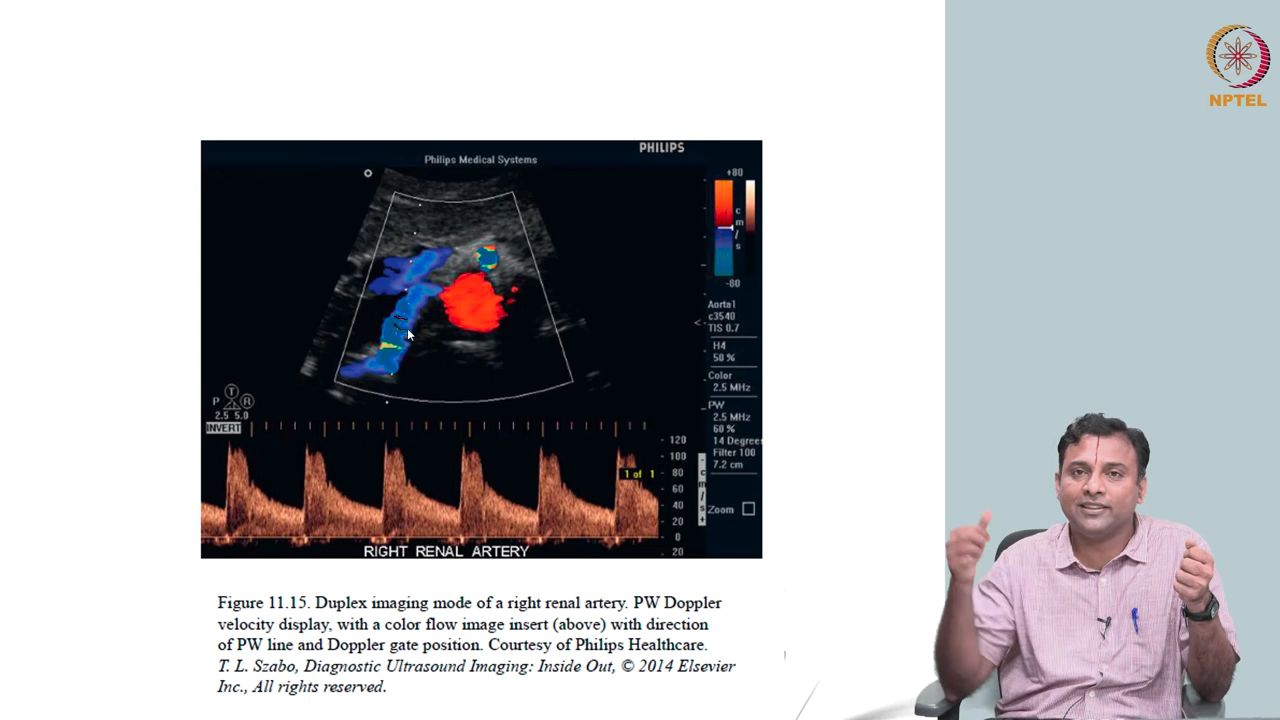 NPTEL
PHILIPS
Philips Medical Systems
+80
c
m
/
s
-80
Aorta1
c3540
TIS 0.7
H4
50 %
Color
2.5 MHz
PW
2.5 MHz
60 %
14 Degrees
Filter 100
7.2 cm
Zoom
T
P R
2.5 5.0
INVERT
120
100
80
60
40
20
0
20
-
c
m
/
s
+
1 of 1
RIGHT RENAL ARTERY
Figure 11.15. Duplex imaging mode of a right renal artery. PW Doppler
velocity display, with a color flow image insert (above) with direction
of PW line and Doppler gate position. Courtesy of Philips Healthcare.
T. L. Szabo, Diagnostic Ultrasound Imaging: Inside Out, © 2014 Elsevier
Inc., All rights reserved.